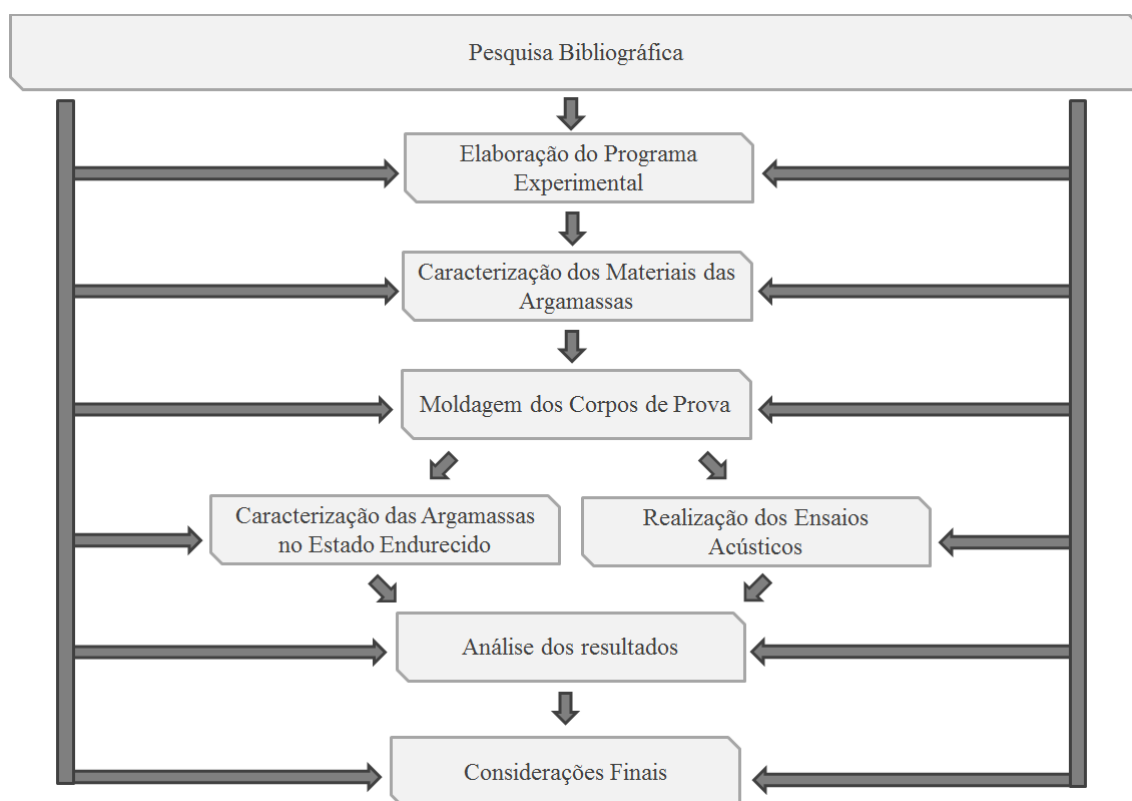 Pesquisa Bibliográfica
Elaboração do Programa
Experimental
Caracterização dos Materiais das
Argamassas
Moldagem dos Corpos de Prova
Caracterização das Argamassas
no Estado Endurecido
Realização dos Ensaios
Acústicos
Análise dos resultados
Considerações Finais